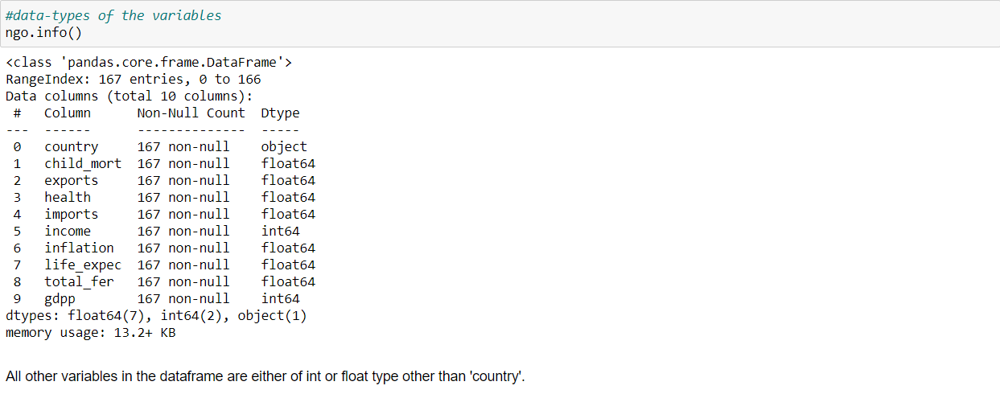 #data-types of the variables
ngo.info()
<class 'pandas.core.frame.DataFrame'>
RangeIndex: 167 entries, 0 to 166
Data columns (total 10 columns):
 #   Column      Non-Null Count  Dtype
---  ------      --------------  -----
 0   country     167 non-null    object
 1   child_mort  167 non-null    float64
 2   exports     167 non-null    float64
 3   health      167 non-null    float64
 4   imports     167 non-null    float64
 5   income      167 non-null    int64
 6   inflation   167 non-null    float64
 7   life_expec  167 non-null    float64
 8   total_fer   167 non-null    float64
 9   gdpp        167 non-null    int64
dtypes: float64(7), int64(2), object(1)
memory usage: 13.2+ KB
All other variables in the dataframe are either of int or float type other than 'country'.